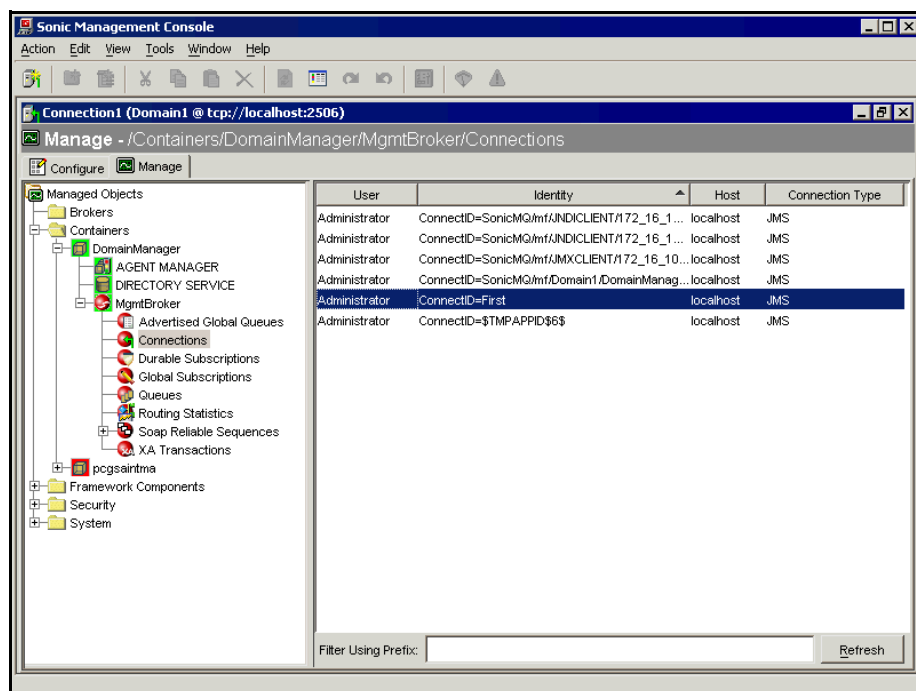 Sonic Management Console
Action Edit View Tools Window Help
Connection1 (Domain1 @ tcp://localhost:2506)
Manage - /Containers/DomainManager/MgmtBroker/Connections
Configure Manage
Managed Objects
Brokers
Containers
DomainManager
AGENT MANAGER
DIRECTORY SERVICE
MgmtBroker
Advertised Global Queues
Connections
Durable Subscriptions
Global Subscriptions
Queues
Routing Statistics
Soap Reliable Sequences
XA Transactions
pcgsaintma
Framework Components
Security
System
User Identity Host Connection Type
Administrator ConnectID=SonicMQ/mf/JNDICLIENT/172_16_1... localhost JMS
Administrator ConnectID=SonicMQ/mf/JNDICLIENT/172_16_1... localhost JMS
Administrator ConnectID=SonicMQ/mf/JMXCLIENT/172_16_10... localhost JMS
Administrator ConnectID=SonicMQ/mf/Domain1/DomainManag... localhost JMS
Administrator ConnectID=First localhost JMS
Administrator ConnectID=$TMPAPPID$6$ localhost JMS
Filter Using Prefix: Refresh